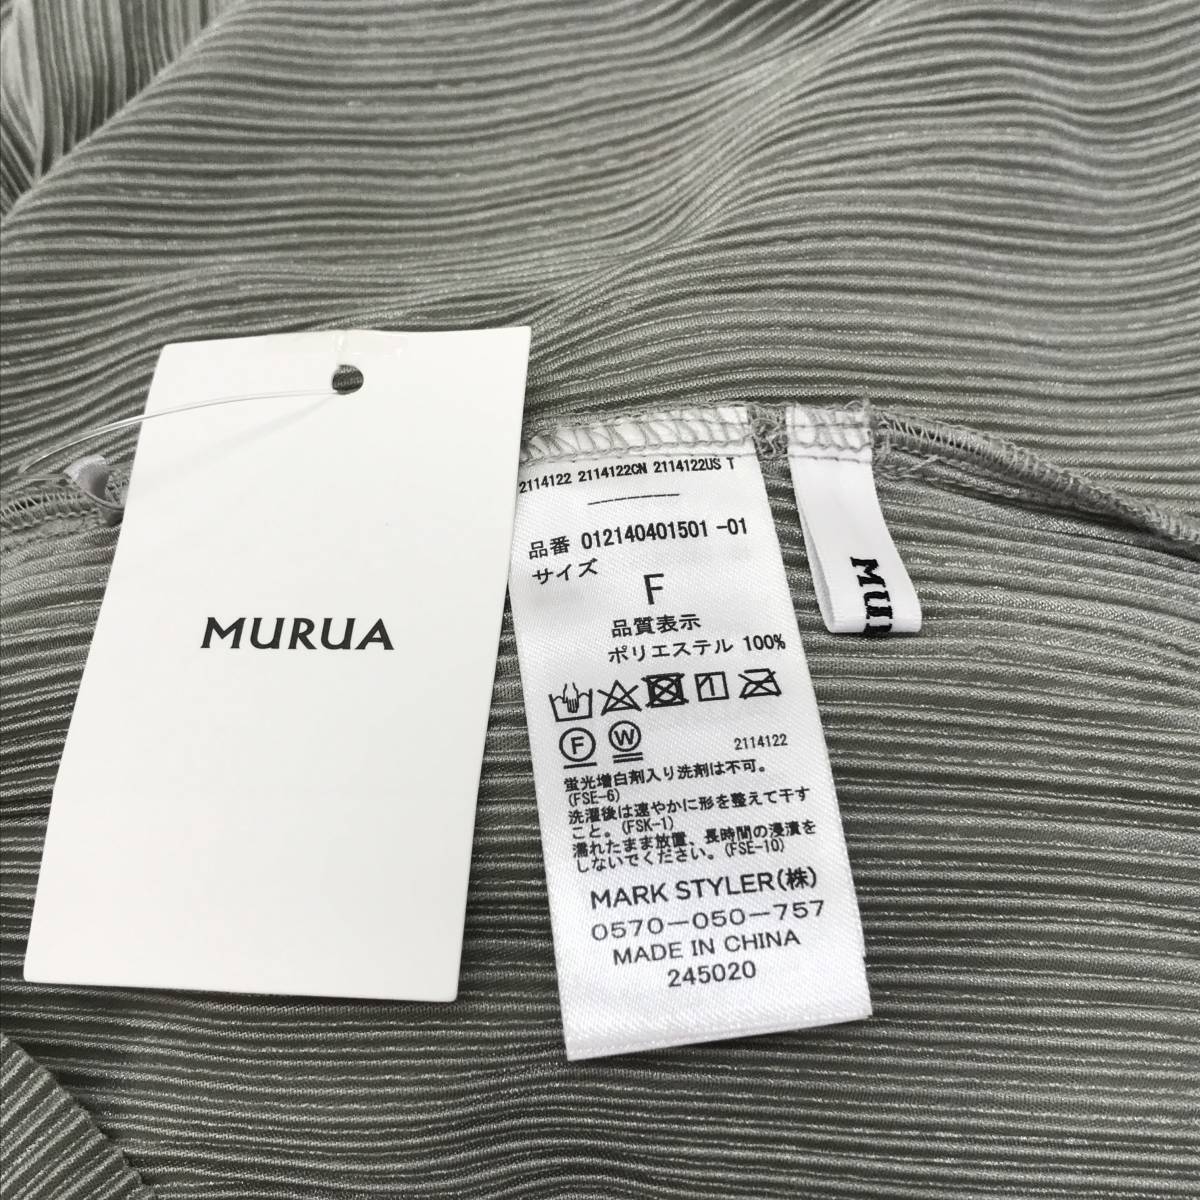 MURUA
2114122 2114122CN 2114122US T
品番 012140401501 -01
サイズ
F
品質表示
ポリエステル 100%
F W
2114122
蛍光増白剤入り洗剤は不可。
(FSE-6)
洗濯後は速やかに形を整えて干す
こと。(FSK-1)
濡れたまま放置、長時間の浸漬を
しないでください。(FSE-10)
MARK STYLER(株)
0570-050-757
MADE IN CHINA
245020
MU